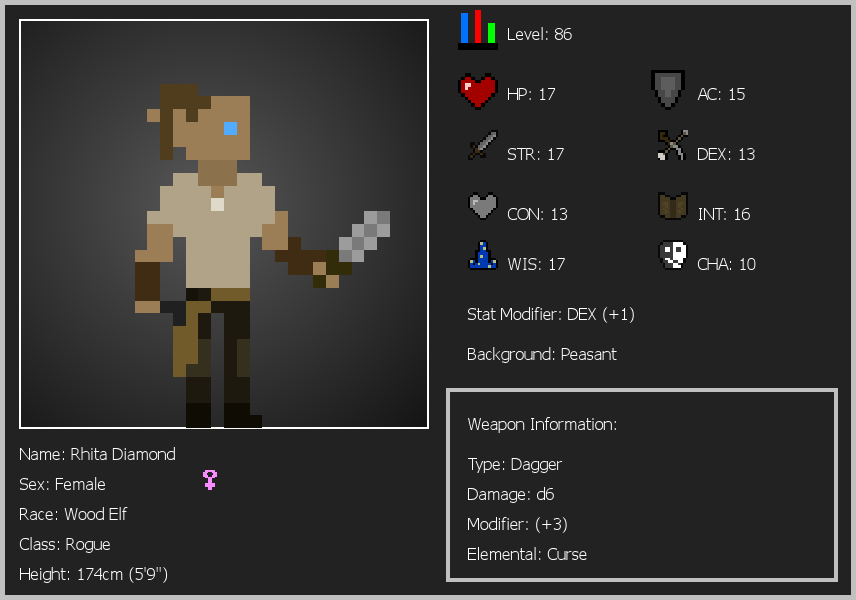 Level: 86
HP: 17
AC: 15
STR: 17
DEX: 13
CON: 13
INT: 16
WIS: 17
CHA: 10
Stat Modifier: DEX (+1)
Background: Peasant
Weapon Information:
Type: Dagger
Damage: d6
Modifier: (+3)
Elemental: Curse
Name: Rhita Diamond
Sex: Female
Race: Wood Elf
Class: Rogue
Height: 174cm (5'9")